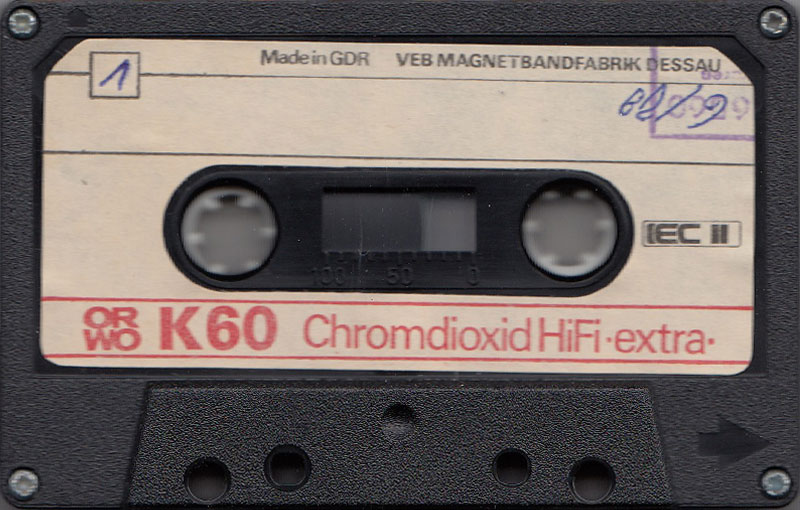 1
Made in GDR VEB MAGNETBANDFABRIK DESSAU
IEC II
100 50 0
ORWO K60 Chromdioxid HiFi · extra ·